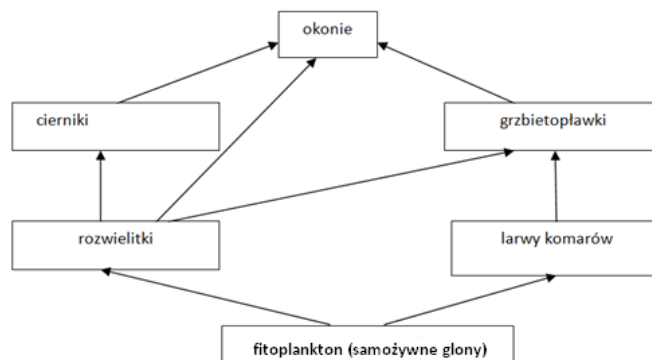 okonie
cierniki
grzbietopławki
rozwielitki
larwy komarów
fitoplankton (samożywne glony)